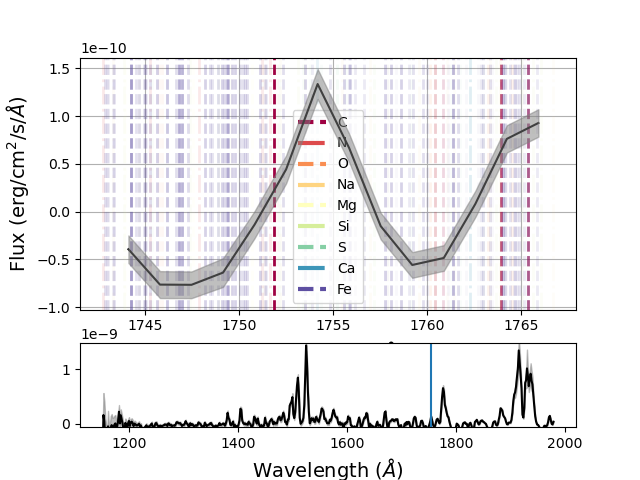 1e−10
1.5
1.0
0.5
0.0
−0.5
−1.0
Flux (erg/cm²/s/Å)
C
N
O
Na
Mg
Si
S
Ca
Fe
1745 1750 1755 1760 1765
1e−9
1
0
1200 1400 1600 1800 2000
Wavelength (Å)